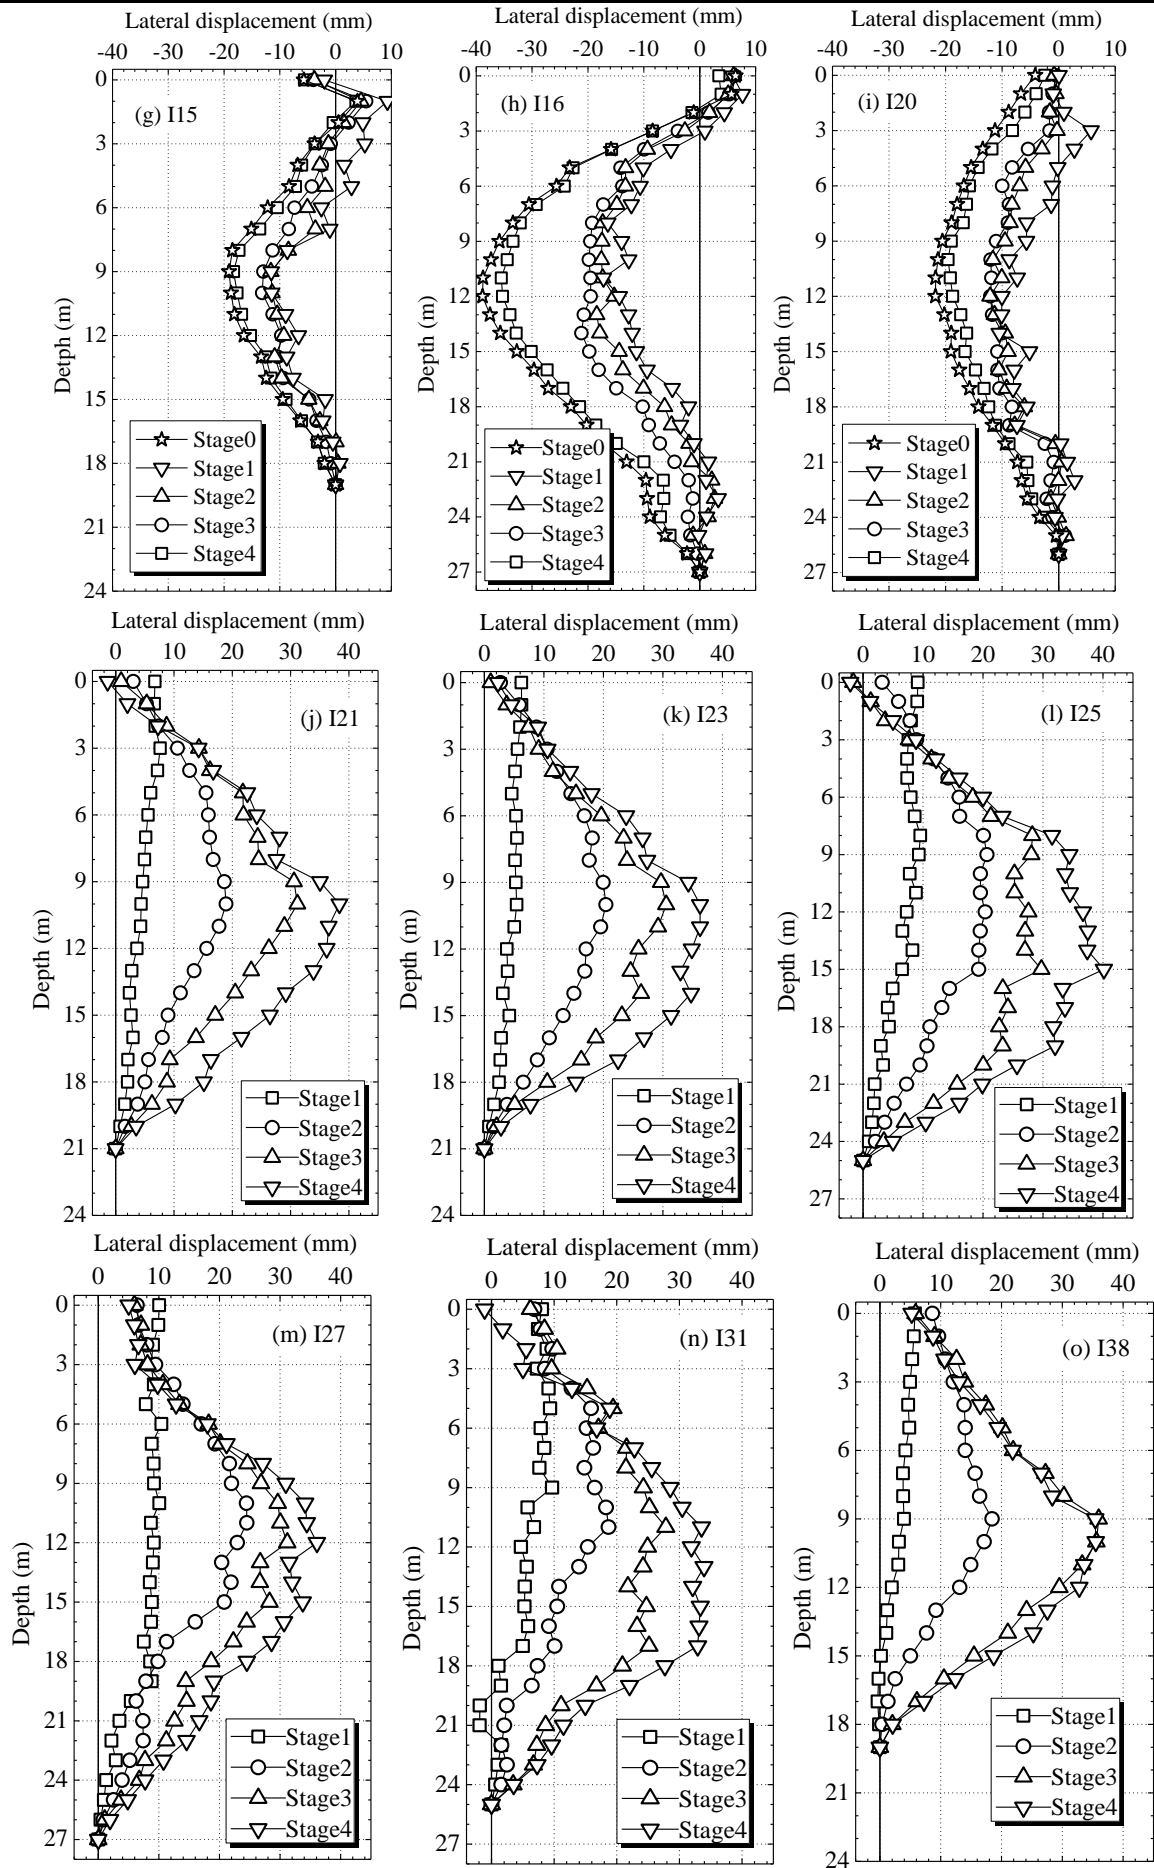 Lateral displacement (mm)
-40 -30 -20 -10 0 10
0
3
6
9
12
15
18
21
24
Detpth (m)
(g) I15
Stage0
Stage1
Stage2
Stage3
Stage4
Lateral displacement (mm)
-40 -30 -20 -10 0 10
0
3
6
9
12
15
18
21
24
27
Depth (m)
(h) I16
Stage0
Stage1
Stage2
Stage3
Stage4
Lateral displacement (mm)
-40 -30 -20 -10 0 10
0
3
6
9
12
15
18
21
24
27
Depth (m)
(i) I20
Stage0
Stage1
Stage2
Stage3
Stage4
Lateral displacement (mm)
0 10 20 30 40
0
3
6
9
12
15
18
21
24
Depth (m)
(j) I21
Stage1
Stage2
Stage3
Stage4
Lateral displacement (mm)
0 10 20 30 40
0
3
6
9
12
15
18
21
24
Depth (m)
(k) I23
Stage1
Stage2
Stage3
Stage4
Lateral displacement (mm)
0 10 20 30 40
0
3
6
9
12
15
18
21
24
27
Depth (m)
(l) I25
Stage1
Stage2
Stage3
Stage4
Lateral displacement (mm)
0 10 20 30 40
0
3
6
9
12
15
18
21
24
27
Depth (m)
(m) I27
Stage1
Stage2
Stage3
Stage4
Lateral displacement (mm)
0 10 20 30 40
0
3
6
9
12
15
18
21
24
27
Depth (m)
(n) I31
Stage1
Stage2
Stage3
Stage4
Lateral displacement (mm)
0 10 20 30 40
0
3
6
9
12
15
18
21
24
Depth (m)
(o) I38
Stage1
Stage2
Stage3
Stage4